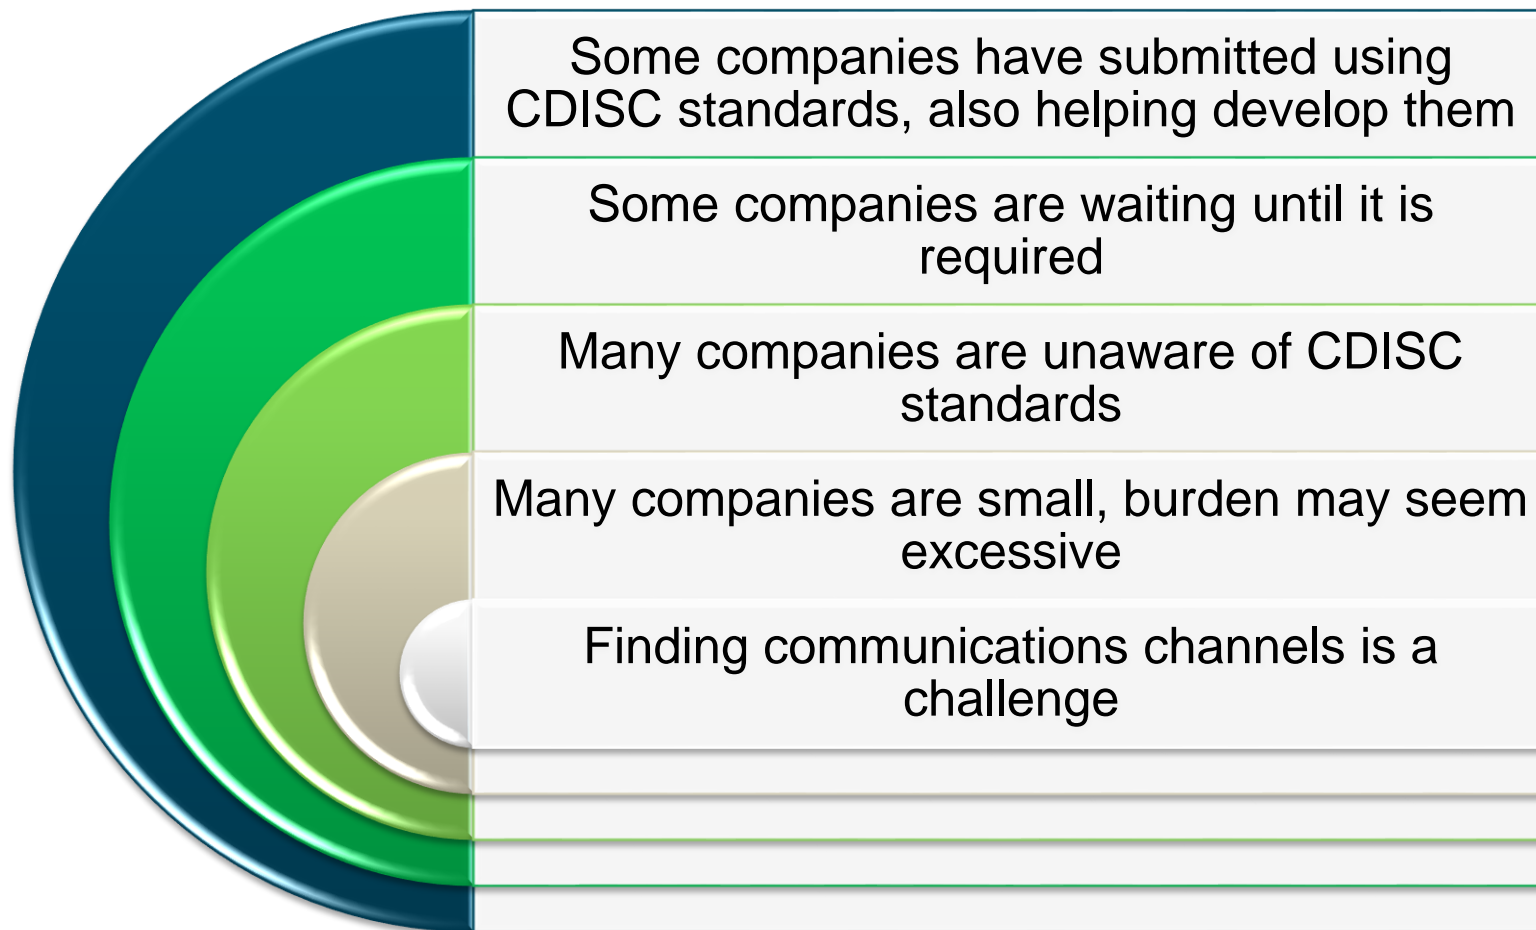 Some companies have submitted using
CDISC standards, also helping develop them
Some companies are waiting until it is
required
Many companies are unaware of CDISC
standards
Many companies are small, burden may seem
excessive
Finding communications channels is a
challenge